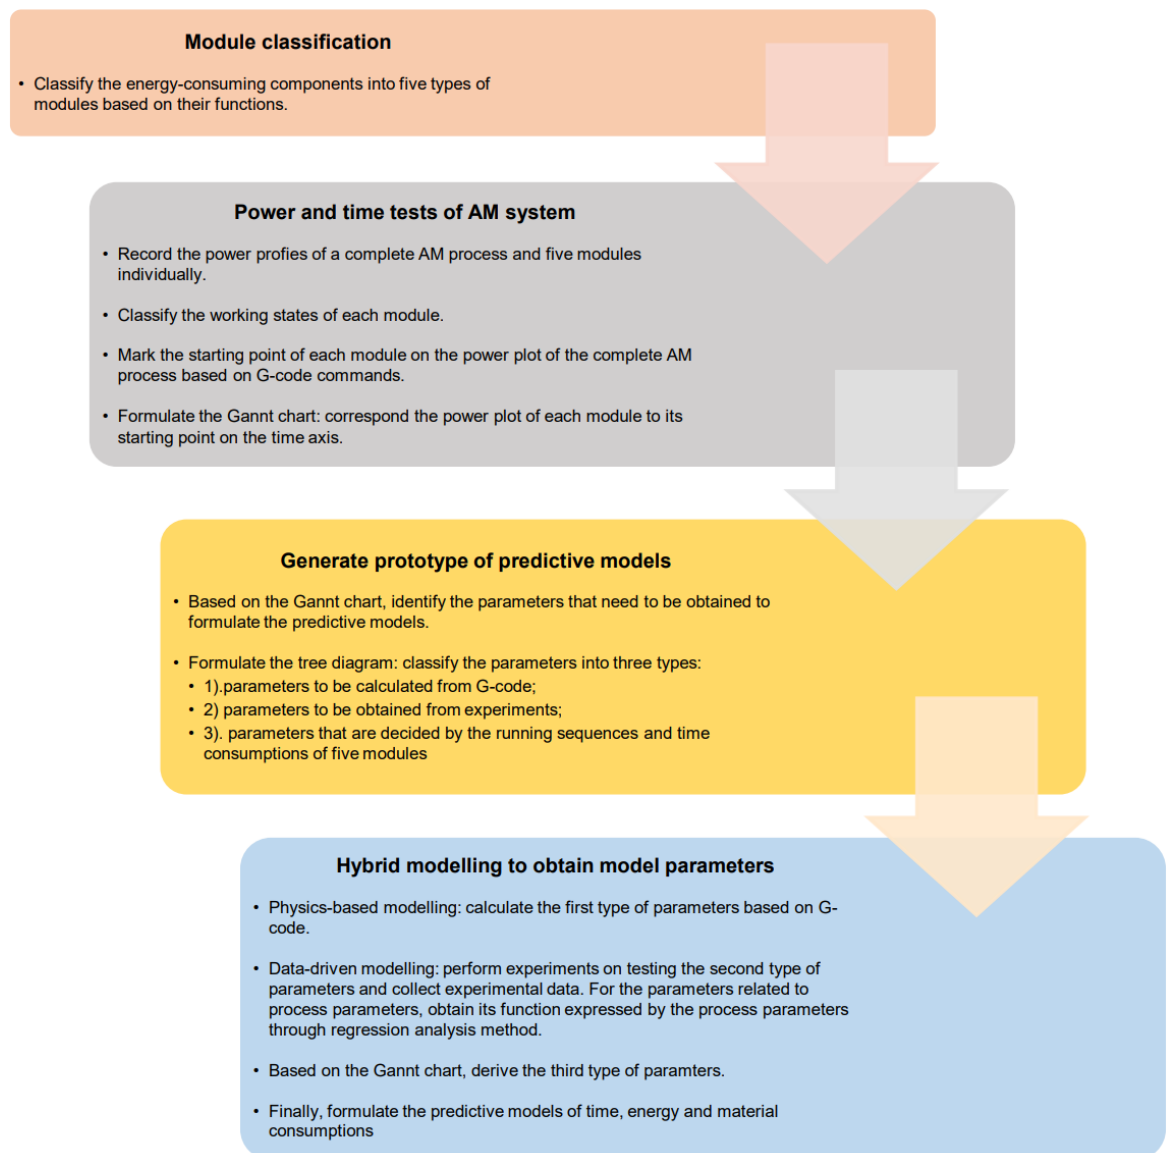 Module classification
• Classify the energy-consuming components into five types of
modules based on their functions.
Power and time tests of AM system
• Record the power profies of a complete AM process and five modules
individually.
• Classify the working states of each module.
• Mark the starting point of each module on the power plot of the complete AM
process based on G-code commands.
• Formulate the Gannt chart: correspond the power plot of each module to its
starting point on the time axis.
Generate prototype of predictive models
• Based on the Gannt chart, identify the parameters that need to be obtained to
formulate the predictive models.
• Formulate the tree diagram: classify the parameters into three types:
• 1).parameters to be calculated from G-code;
• 2) parameters to be obtained from experiments;
• 3). parameters that are decided by the running sequences and time
consumptions of five modules
Hybrid modelling to obtain model parameters
• Physics-based modelling: calculate the first type of parameters based on G-
code.
• Data-driven modelling: perform experiments on testing the second type of
parameters and collect experimental data. For the parameters related to
process parameters, obtain its function expressed by the process parameters
through regression analysis method.
• Based on the Gannt chart, derive the third type of paramters.
• Finally, formulate the predictive models of time, energy and material
consumptions